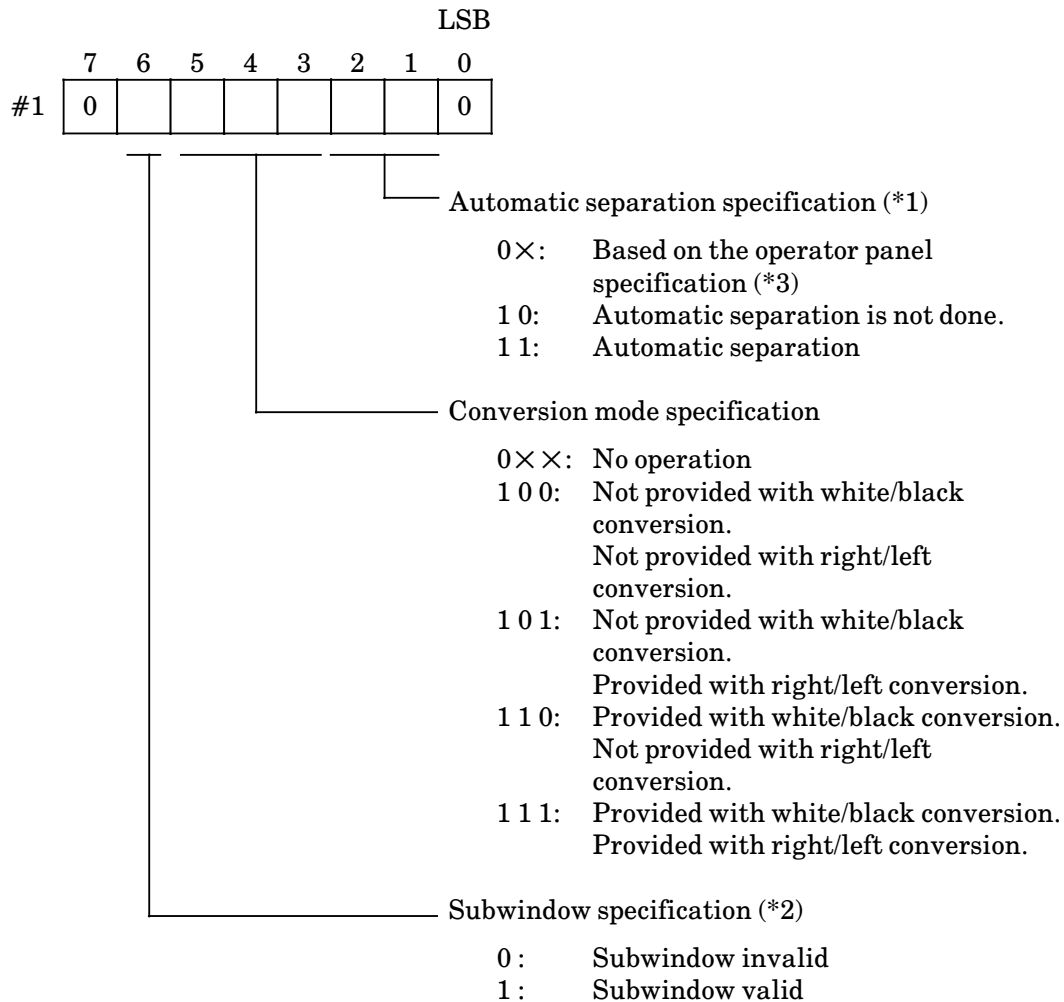 LSB
7 6 5 4 3 2 1 0
#1 0 0
Automatic separation specification (*1)
0×: Based on the operator panel
specification (*3)
1 0: Automatic separation is not done.
1 1: Automatic separation
Conversion mode specification
0××: No operation
1 0 0: Not provided with white/black
conversion.
Not provided with right/left
conversion.
1 0 1: Not provided with white/black
conversion.
Provided with right/left conversion.
1 1 0: Provided with white/black conversion.
Not provided with right/left
conversion.
1 1 1: Provided with white/black conversion.
Provided with right/left conversion.
Subwindow specification (*2)
0 : Subwindow invalid
1 : Subwindow valid